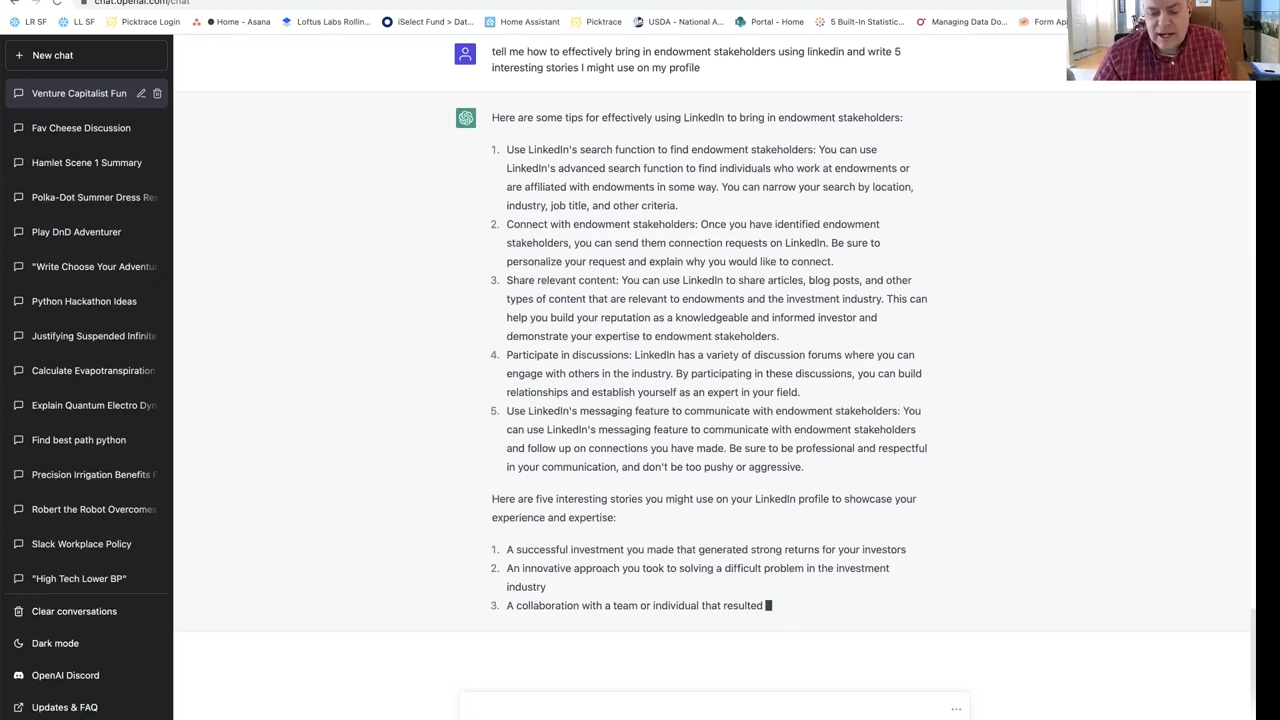 chat.openai.com/chat
LR SF
LL SF
Picktrace Login
Home - Asana
Loftus Labs Rollin...
iSelect Fund > Dat...
Home Assistant
Picktrace
USDA - National A...
Portal - Home
5 Built-In Statistic...
Managing Data Do...
Form Ap
New chat
Venture Capitalist Fun
Fav Cheese Discussion
Hamlet Scene 1 Summary
Polka-Dot Summer Dress Res
Play DnD Adventurer
"Write Choose Your Adventu
Python Hackathon Ideas
Justifying Suspended Infinite
Calculate Evapotranspiration
Explain Quantum Electro Dyn
Find best path python
Precision Irrigation Benefits F
Robert the Robot Overcomes
Slack Workplace Policy
"High Tech Lower BP"
Clear conversations
Dark mode
OpenAI Discord
Updates & FAQ
tell me how to effectively bring in endowment stakeholders using linkedin and write 5
interesting stories I might use on my profile
Here are some tips for effectively using LinkedIn to bring in endowment stakeholders:
1. Use LinkedIn's search function to find endowment stakeholders: You can use
LinkedIn's advanced search function to find individuals who work at endowments or
are affiliated with endowments in some way. You can narrow your search by location,
industry, job title, and other criteria.
2. Connect with endowment stakeholders: Once you have identified endowment
stakeholders, you can send them connection requests on LinkedIn. Be sure to
personalize your request and explain why you would like to connect.
3. Share relevant content: You can use LinkedIn to share articles, blog posts, and other
types of content that are relevant to endowments and the investment industry. This can
help you build your reputation as a knowledgeable and informed investor and
demonstrate your expertise to endowment stakeholders.
4. Participate in discussions: LinkedIn has a variety of discussion forums where you can
engage with others in the industry. By participating in these discussions, you can build
relationships and establish yourself as an expert in your field.
5. Use LinkedIn's messaging feature to communicate with endowment stakeholders: You
can use LinkedIn's messaging feature to communicate with endowment stakeholders
and follow up on connections you have made. Be sure to be professional and respectful
in your communication, and don't be too pushy or aggressive.
Here are five interesting stories you might use on your LinkedIn profile to showcase your
experience and expertise:
1. A successful investment you made that generated strong returns for your investors
2. An innovative approach you took to solving a difficult problem in the investment
industry
3. A collaboration with a team or individual that resulted
...